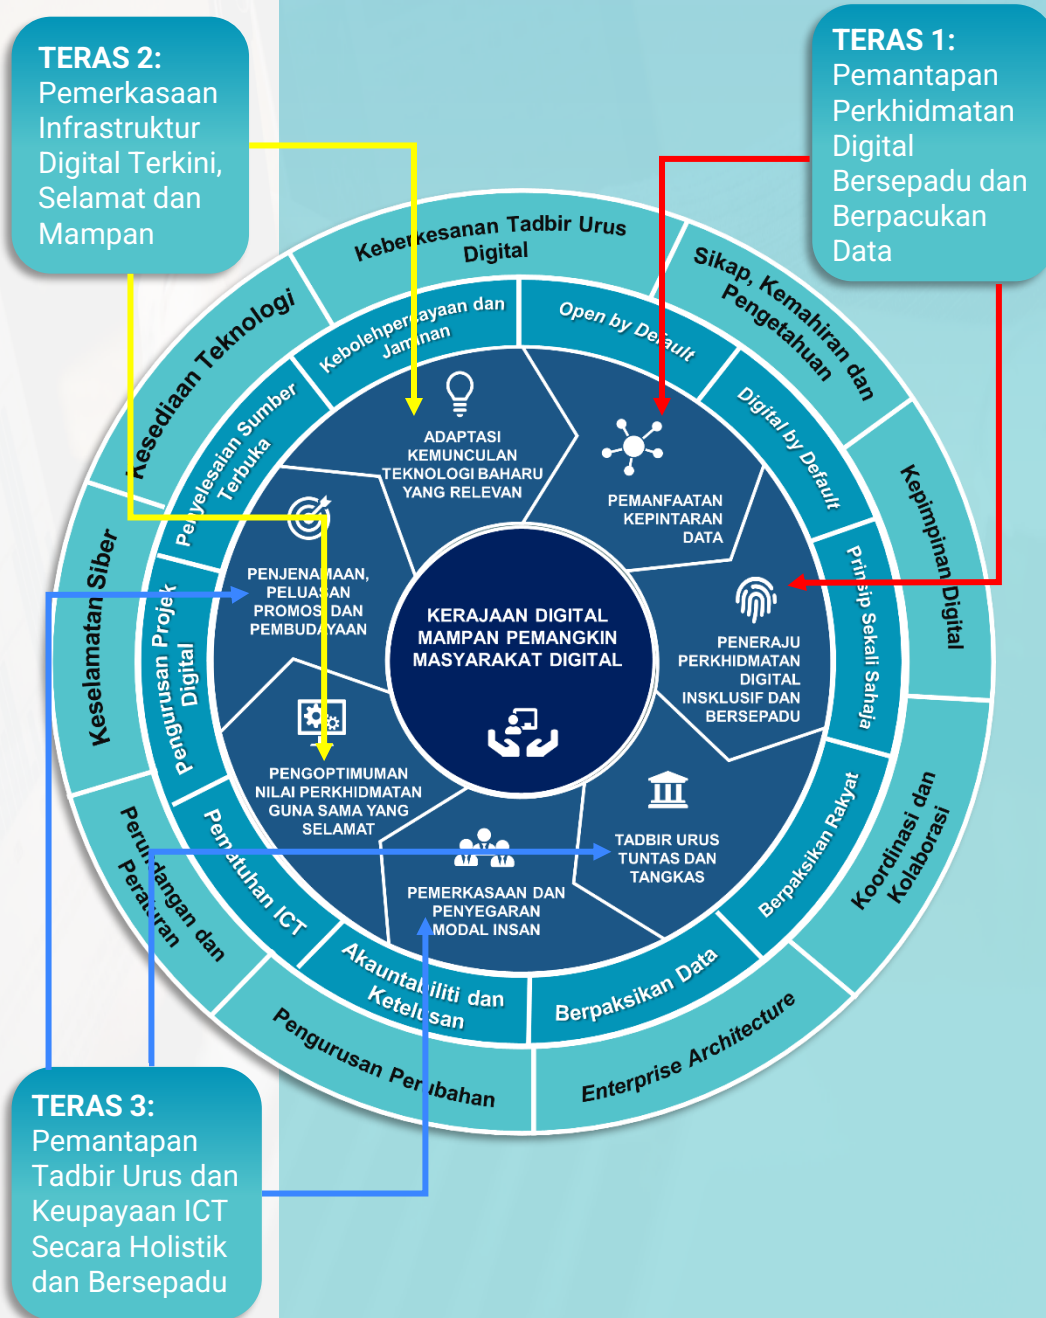 TERAS 2:
Pemerkasaan
Infrastruktur
Digital Terkini,
Selamat dan
Mampan
TERAS 1:
Pemantapan
Perkhidmatan
Digital
Bersepadu dan
Berpacukan
Data
Keberkesanan Tadbir Urus
Digital
Sikap, Kemahiran dan
Pengetahuan
Kepimpinan Digital
Koordinasi dan
Kolaborasi
Enterprise Architecture
Pengurusan Perubahan
Perundangan dan
Peraturan
Keselamatan Siber
Kesediaan Teknologi
Kebolehpercayaan dan
Jaminan
Open by Default
Digital by Default
Prinsip Sekali Sahaja
Berpaksikan Rakyat
Berpaksikan Data
Akauntabiliti dan
Ketelusan
Pematuhan ICT
Pengurusan Projek
Digital
Penyelesaian Sumber
Terbuka
ADAPTASI
KEMUNCULAN
TEKNOLOGI BAHARU
YANG RELEVAN
PEMANFAATAN
KEPINTARAN
DATA
PENERAJU
PERKHIDMATAN
DIGITAL
INSKLUSIF DAN
BERSEPADU
TADBIR URUS
TUNTAS DAN
TANGKAS
PEMERKASAAN DAN
PENYEGARAN
MODAL INSAN
PENGOPTIMUMAN
NILAI PERKHIDMATAN
GUNA SAMA YANG
SELAMAT
PENJENAMAAN,
PELUASAN
PROMOSI DAN
PEMBUDAYAAN
KERAJAAN DIGITAL
MAMPAN PEMANGKIN
MASYARAKAT DIGITAL
TERAS 3:
Pemantapan
Tadbir Urus dan
Keupayaan ICT
Secara Holistik
dan Bersepadu